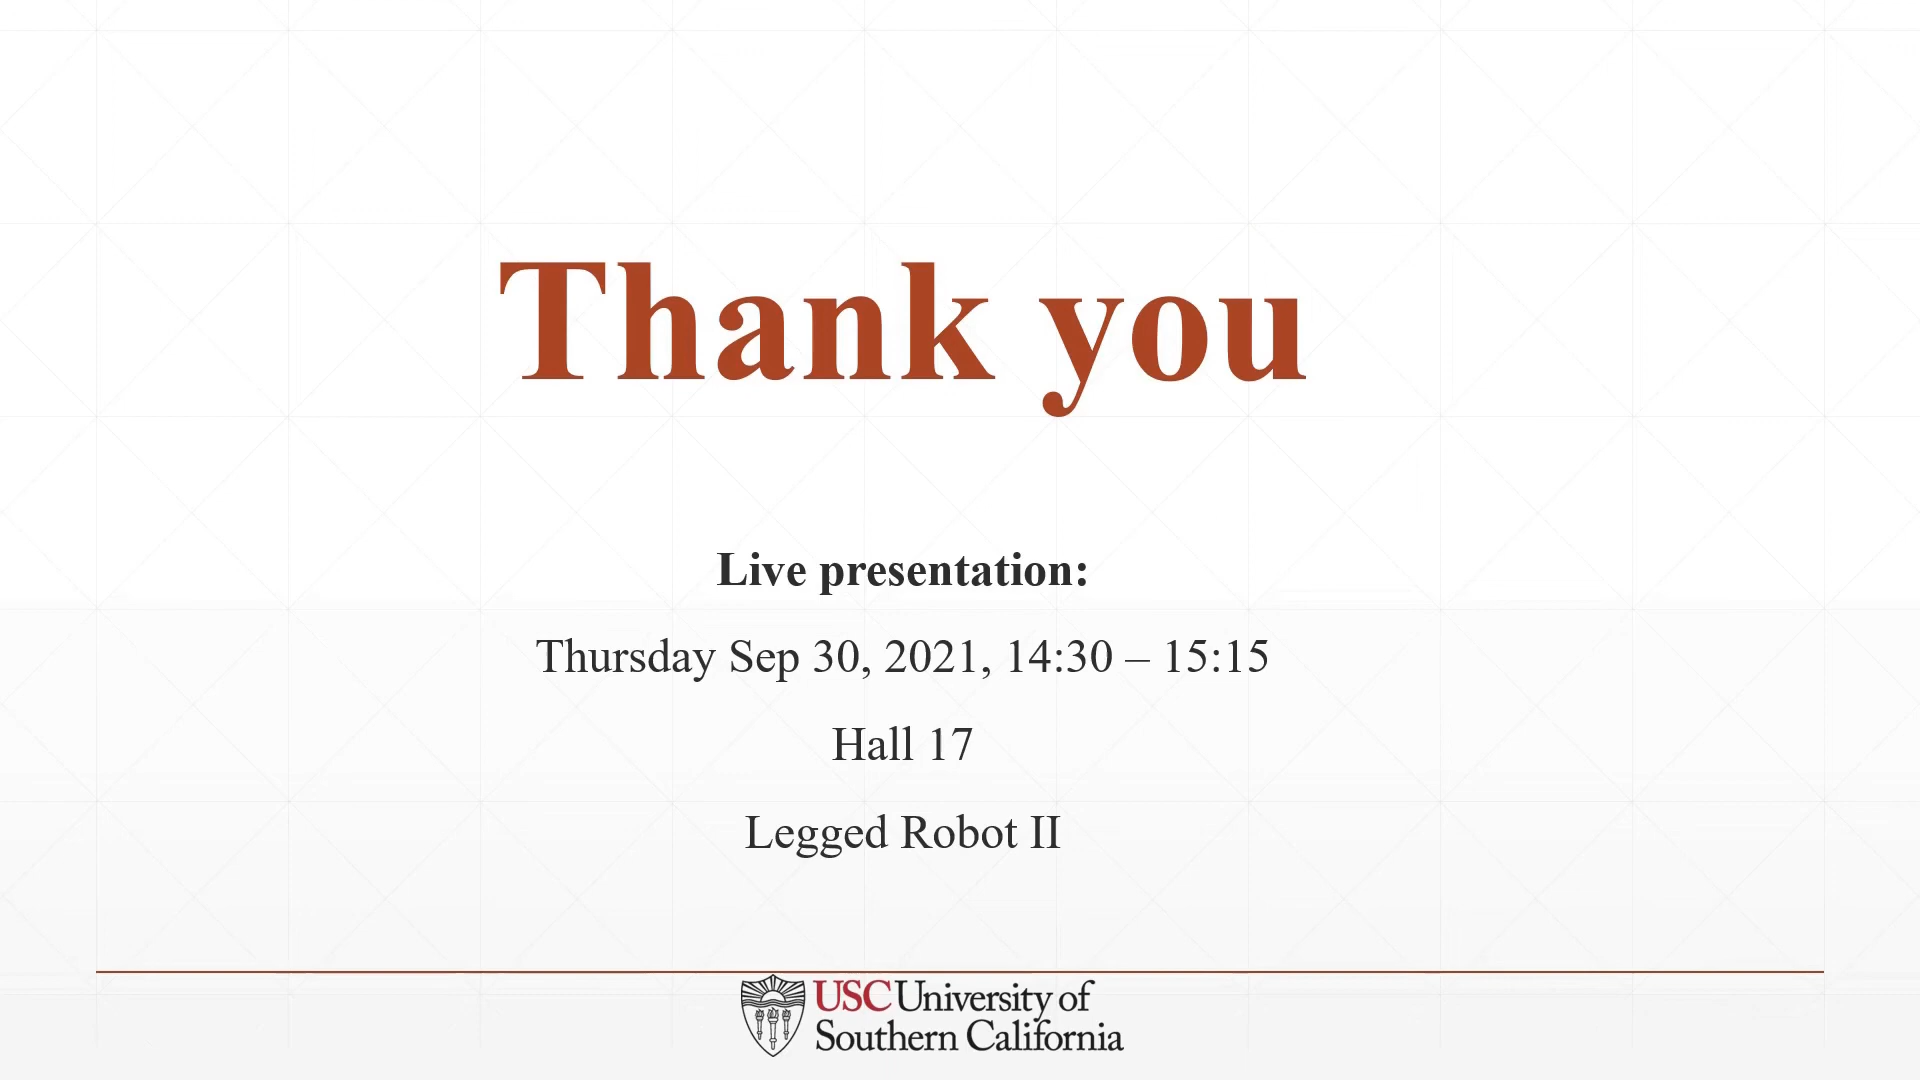 Thank you
Live presentation:
Thursday Sep 30, 2021, 14:30 – 15:15
Hall 17
Legged Robot II
USC University of
Southern California